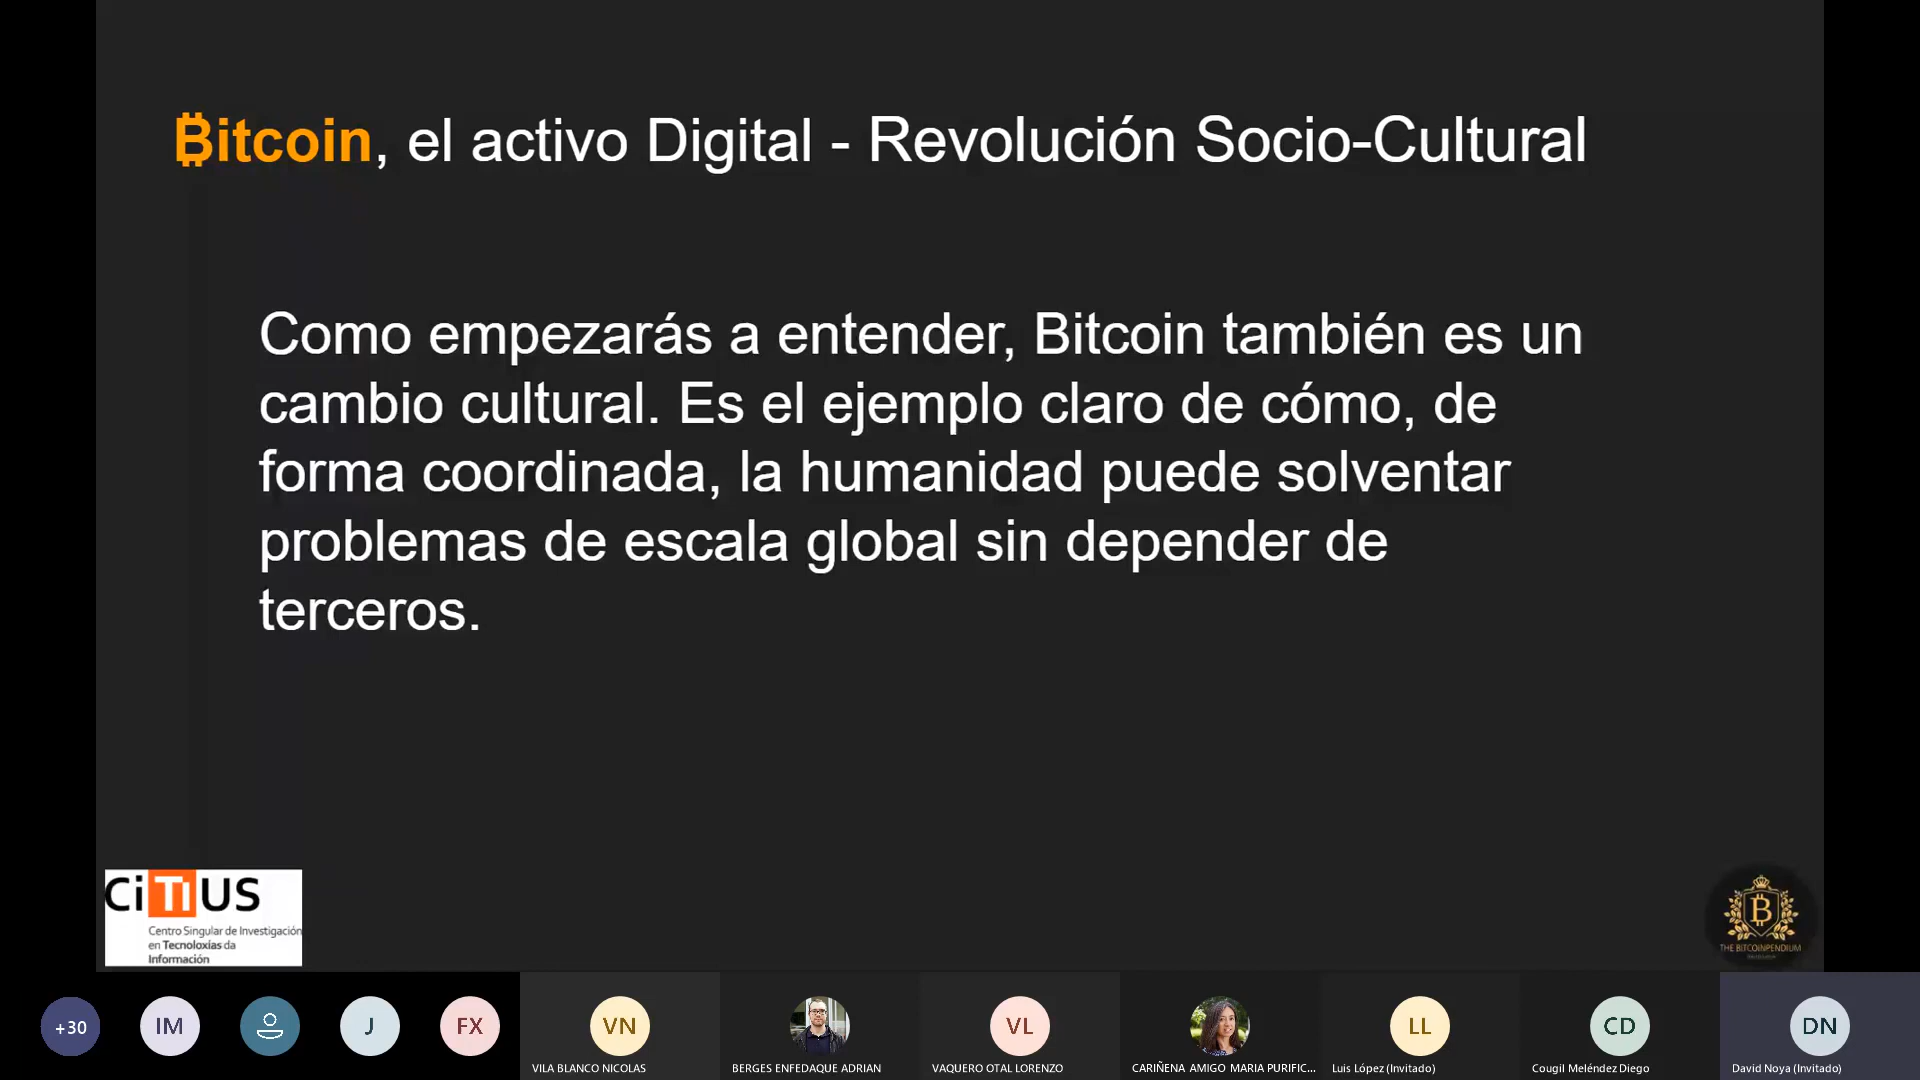 ₿itcoin, el activo Digital - Revolución Socio-Cultural
Como empezarás a entender, Bitcoin también es un
cambio cultural. Es el ejemplo claro de cómo, de
forma coordinada, la humanidad puede solventar
problemas de escala global sin depender de
terceros.
CiTIUS
Centro Singular de Investigación
en Tecnoloxías da
Información
THE BITCOINPENDIUM
+30
IM
J
FX
VN
VL
LL
CD
DN
VILA BLANCO NICOLAS
BERGES ENFEDAQUE ADRIAN
VAQUERO OTAL LORENZO
CARIÑENA AMIGO MARIA PURIFIC...
Luis López (Invitado)
Cougil Meléndez Diego
David Noya (Invitado)